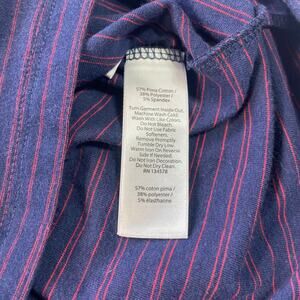 57% Pima Cotton /
38% Polyester /
5% Spandex
Turn Garment Inside Out.
Machine Wash Cold.
Wash With Like Colors.
Do Not Bleach.
Do Not Use Fabric
Softeners.
Remove Promptly.
Tumble Dry Low.
Warm Iron On Reverse
Side If Needed.
Do Not Iron Decoration.
Do Not Dry Clean.
RN 134578
57% coton pima /
38% polyester /
5% élasthanne